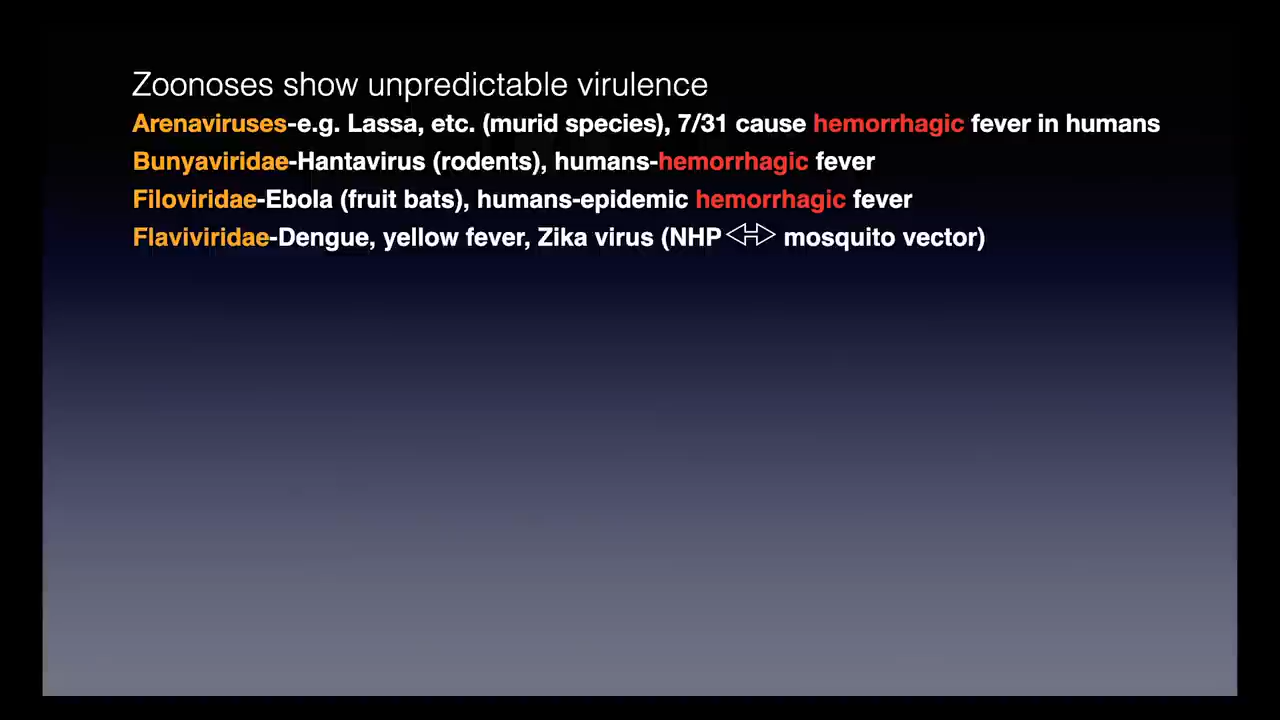 Zoonoses show unpredictable virulence
Arenaviruses-e.g. Lassa, etc. (murid species), 7/31 cause hemorrhagic fever in humans
Bunyaviridae-Hantavirus (rodents), humans-hemorrhagic fever
Filoviridae-Ebola (fruit bats), humans-epidemic hemorrhagic fever
Flaviviridae-Dengue, yellow fever, Zika virus (NHP ⇔ mosquito vector)